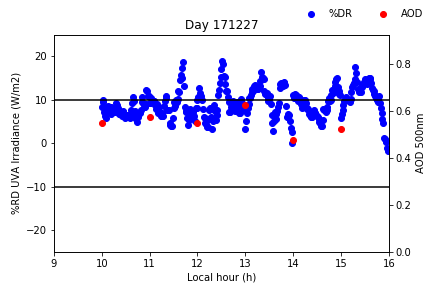 %DR
AOD
Day 171227
%RD UVA Irradiance (W/m2)
20
10
0
−10
−20
0.8
0.6
0.4
0.2
0.0
AOD 500nm
9 10 11 12 13 14 15 16
Local hour (h)